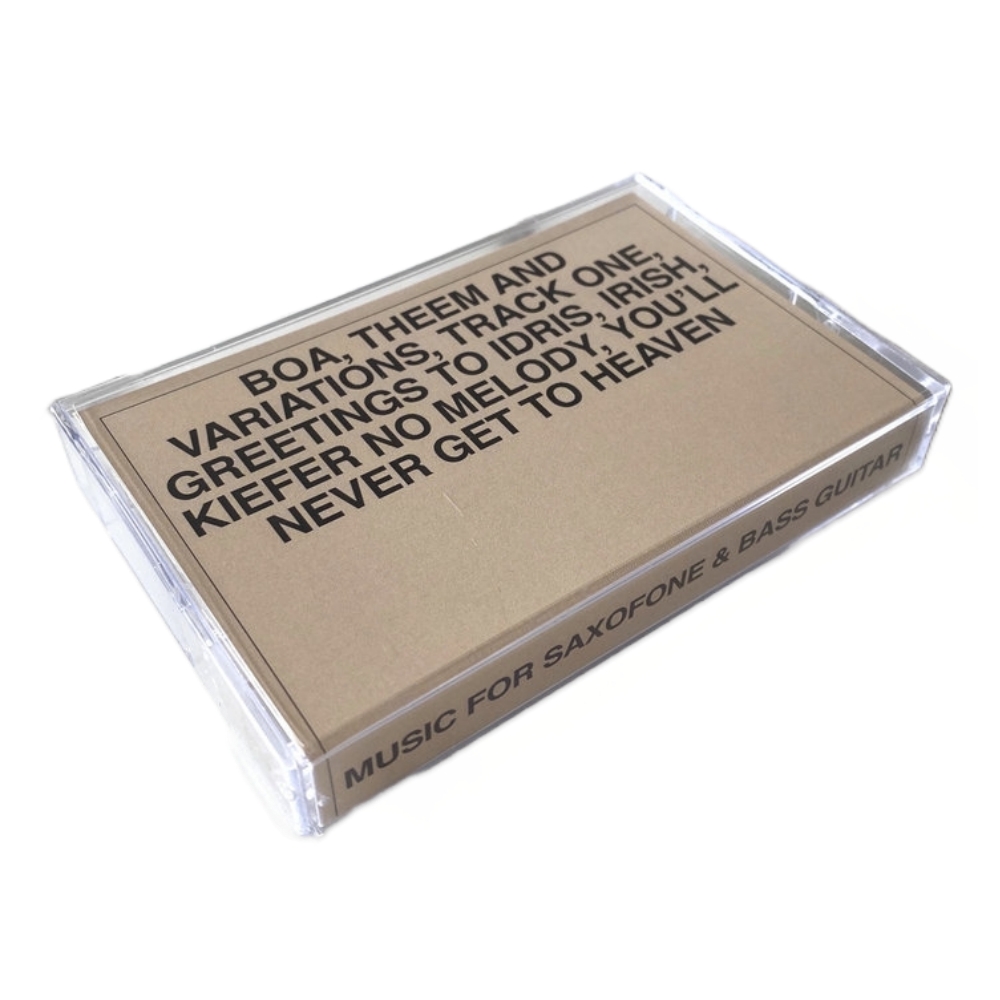 BOA, THEEM AND
VARIATIONS, TRACK ONE,
GREETINGS TO IDRIS, IRISH,
KIEFER NO MELODY, YOU'LL
NEVER GET TO HEAVEN
MUSIC FOR SAXOFONE & BASS GUITAR